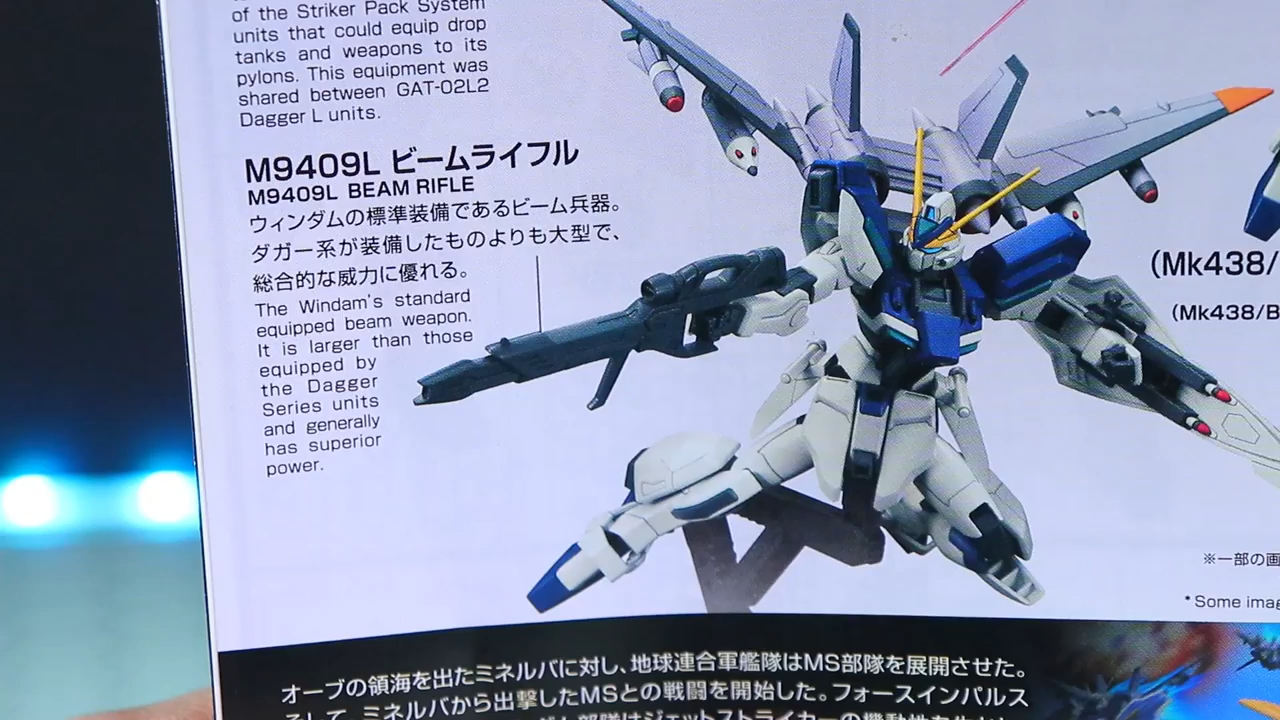 of the Striker Pack System
units that could equip drop
tanks and weapons to its
pylons. This equipment was
shared between GAT-02L2
Dagger L units.
M9409L ビームライフル
M9409L BEAM RIFLE
ウィンダムの標準装備であるビーム兵器。
ダガー系が装備したものよりも大型で、
総合的な威力に優れる。
The Windam's standard
equipped beam weapon.
It is larger than those
equipped by
the Dagger
Series units
and generally
has superior
power.
(Mk438/
(Mk438/B
※一部の画
*Some imag
オーブの領海を出たミネルバに対し、地球連合軍艦隊はMS部隊を展開させた。
そして、ミネルバから出撃したMSとの戦闘を開始した。フォースインパルス